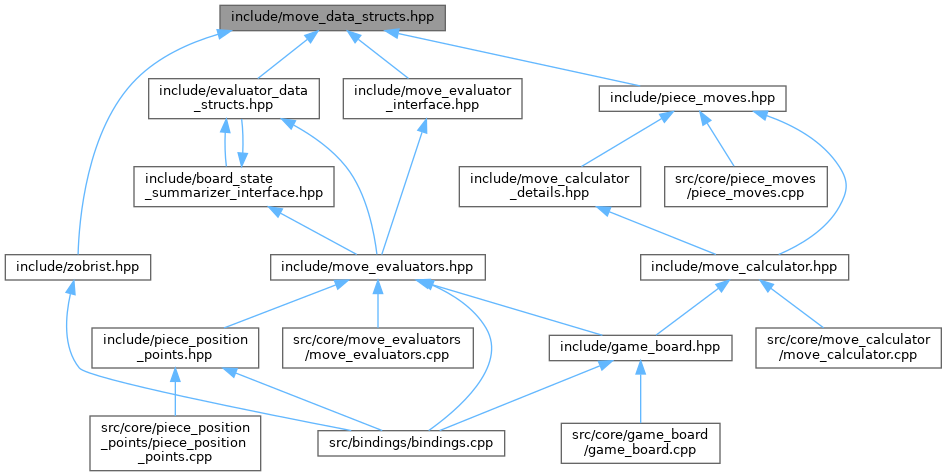 include/move_data_structs.hpp
include/evaluator_data
_structs.hpp
include/move_evaluator
_interface.hpp
include/piece_moves.hpp
include/board_state
_summarizer_interface.hpp
include/move_calculator
_details.hpp
src/core/piece_moves
/piece_moves.cpp
include/zobrist.hpp
include/move_evaluators.hpp
include/move_calculator.hpp
include/piece_position
_points.hpp
src/core/move_evaluators
/move_evaluators.cpp
include/game_board.hpp
src/core/move_calculator
/move_calculator.cpp
src/core/piece_position
_points/piece_position
_points.cpp
src/bindings/bindings.cpp
src/core/game_board
/game_board.cpp